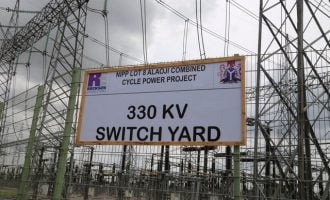 NIPP LOT 8 ALAOJI COMBINED
CYCLE POWER PROJECT
330 KV
SWITCH YARD